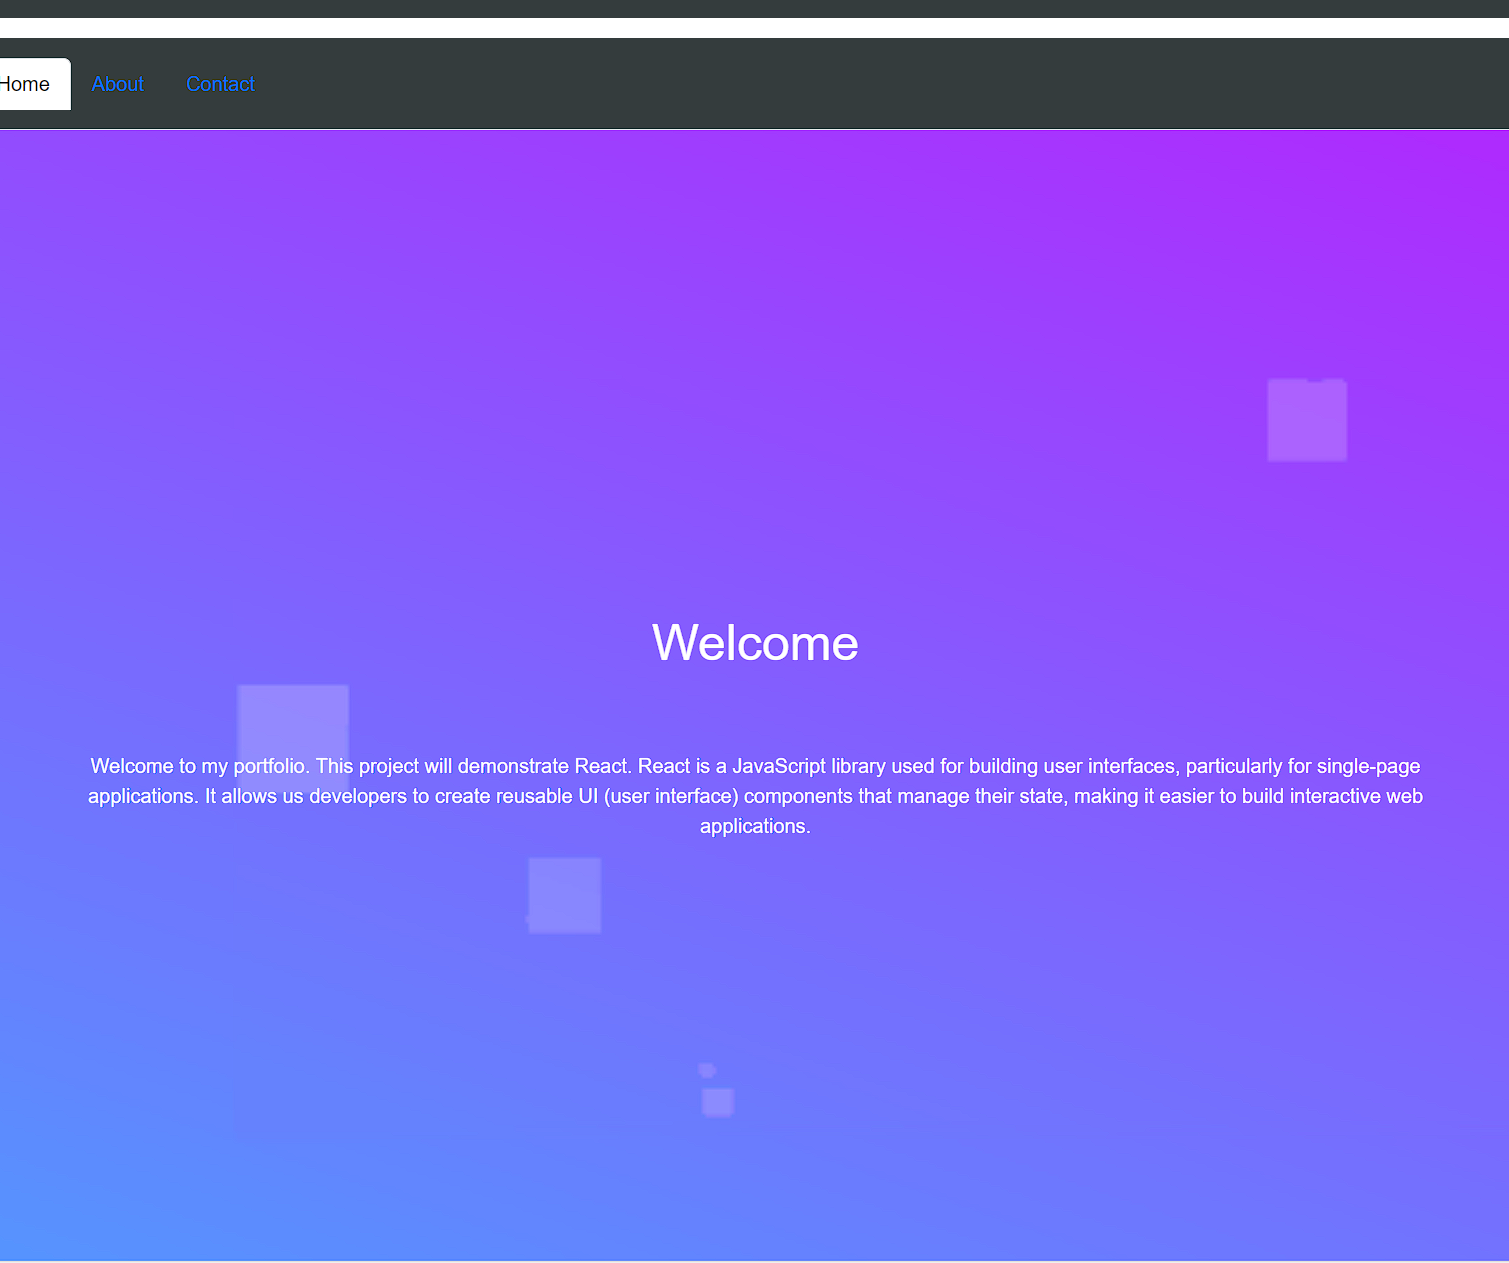 Home About Contact
Welcome
Welcome to my portfolio. This project will demonstrate React. React is a JavaScript library used for building user interfaces, particularly for single-page
applications. It allows us developers to create reusable UI (user interface) components that manage their state, making it easier to build interactive web
applications.